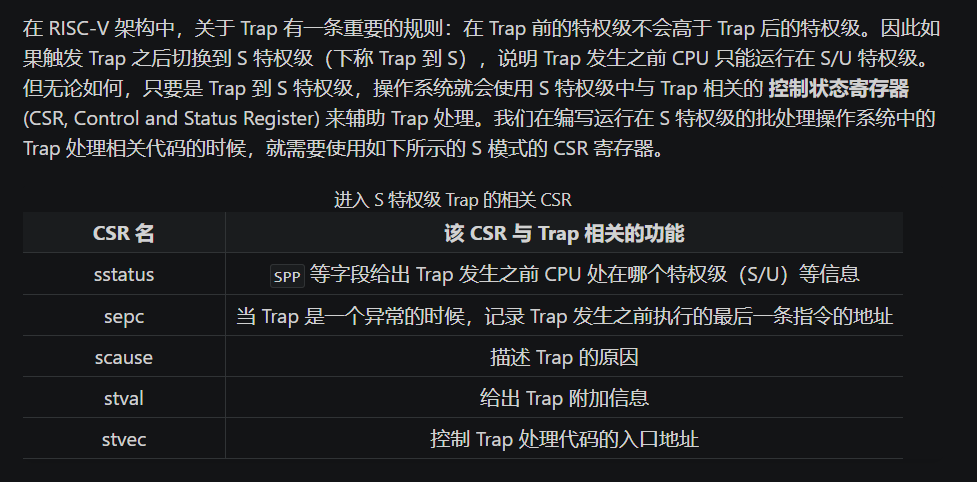 在 RISC-V 架构中，关于 Trap 有一条重要的规则：在 Trap 前的特权级不会高于 Trap 后的特权级。因此如
果触发 Trap 之后切换到 S 特权级（下称 Trap 到 S），说明 Trap 发生之前 CPU 只能运行在 S/U 特权级。
但无论如何，只要是 Trap 到 S 特权级，操作系统就会使用 S 特权级中与 Trap 相关的 控制状态寄存器
(CSR, Control and Status Register) 来辅助 Trap 处理。我们在编写运行在 S 特权级的批处理操作系统中的
Trap 处理相关代码的时候，就需要使用如下所示的 S 模式的 CSR 寄存器。
进入 S 特权级 Trap 的相关 CSR
CSR 名 该 CSR 与 Trap 相关的功能
sstatus SPP 等字段给出 Trap 发生之前 CPU 处在哪个特权级（S/U）等信息
sepc 当 Trap 是一个异常的时候，记录 Trap 发生之前执行的最后一条指令的地址
scause 描述 Trap 的原因
stval 给出 Trap 附加信息
stvec 控制 Trap 处理代码的入口地址